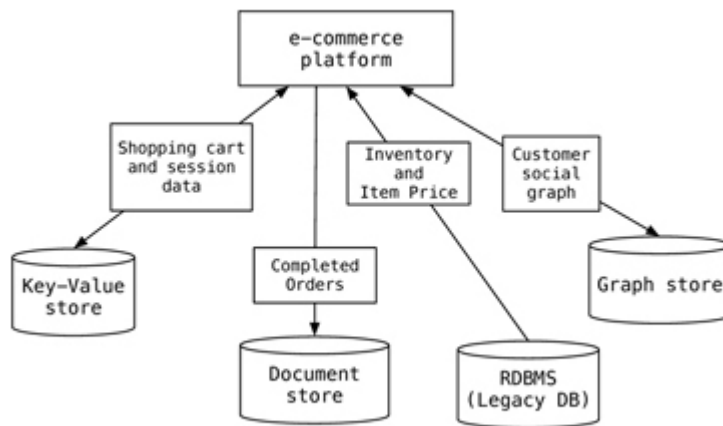 e-commerce
platform
Shopping cart
and session
data
Inventory
and
Item Price
Customer
social
graph
Completed
Orders
Key-Value
store
Document
store
RDBMS
(Legacy DB)
Graph store